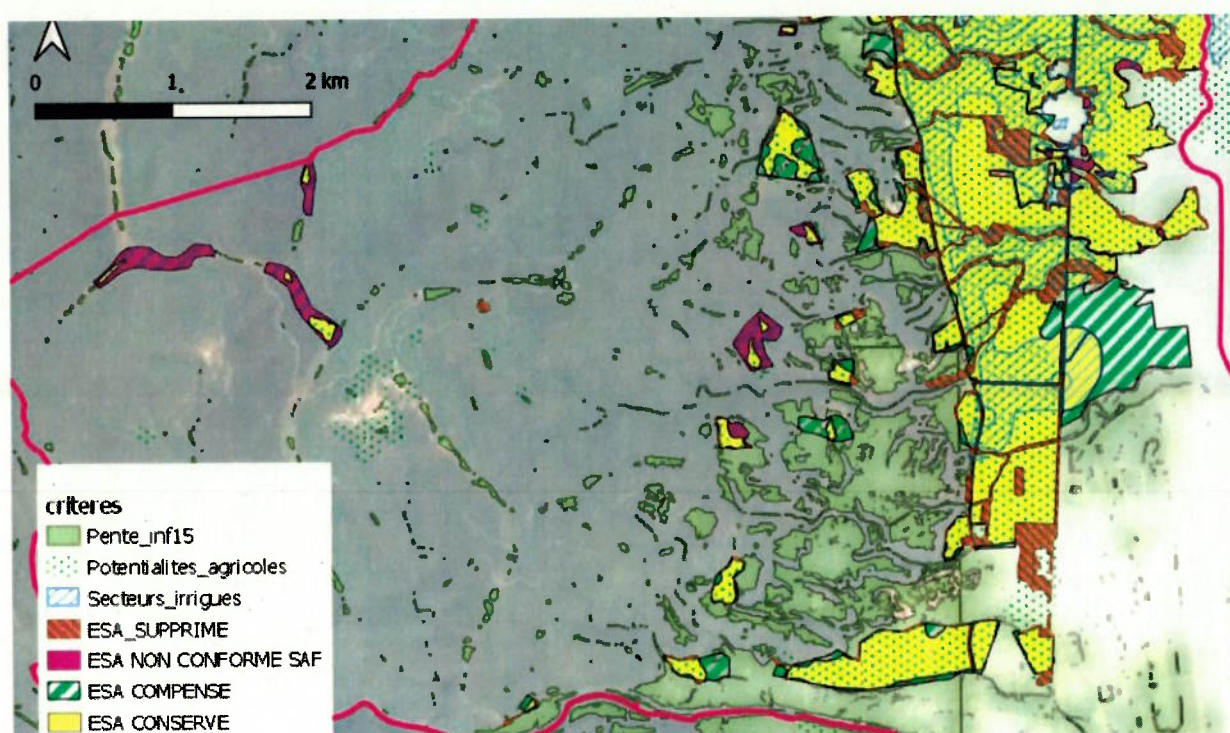 0 1. 2 km
criteres
Pente_inf15
Potentialites_agricoles
Secteurs_irrigues
ESA_SUPPRIME
ESA NON CONFORME SAF
ESA COMPENSE
ESA CONSERVE